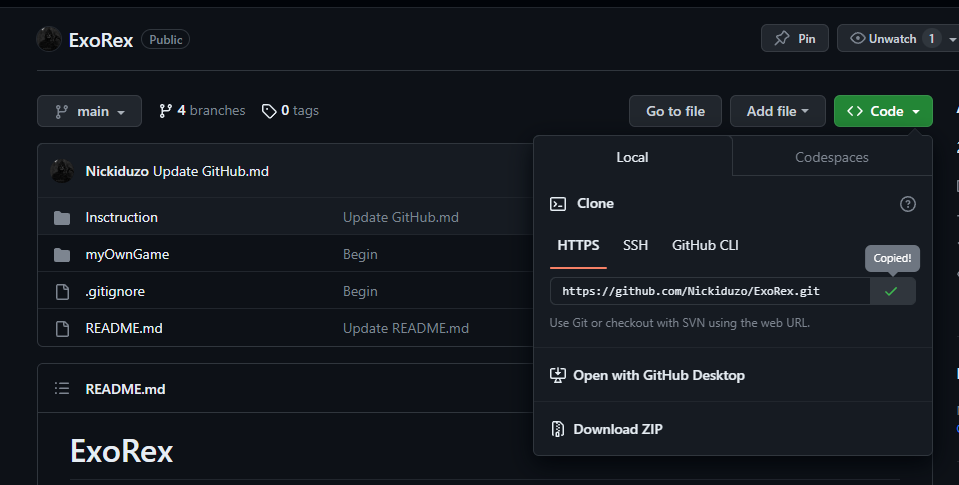 ExoRex Public Pin Unwatch 1
main 4 branches 0 tags Go to file Add file Code
Nickiduzo Update GitHub.md
Insctruction Update GitHub.md
myOwnGame Begin
.gitignore Begin
README.md Update README.md
README.md
ExoRex
Local Codespaces
Clone
HTTPS SSH GitHub CLI
Copied!
https://github.com/Nickiduzo/ExoRex.git
Use Git or checkout with SVN using the web URL.
Open with GitHub Desktop
Download ZIP